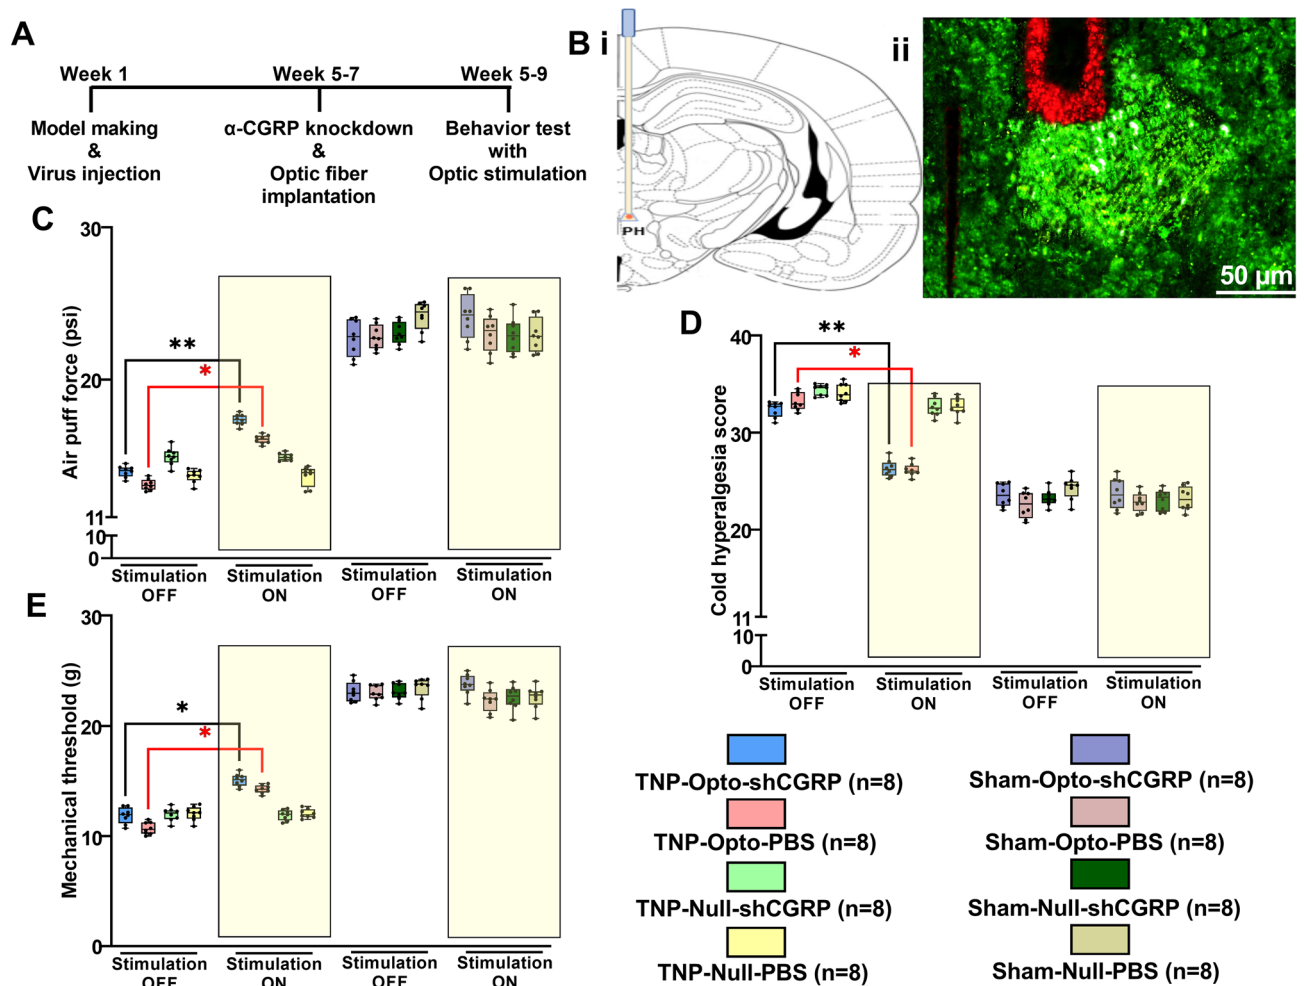 A
Week 1
Week 5-7
Week 5-9
Model making
&
Virus injection
α-CGRP knockdown
&
Optic fiber
implantation
Behavior test
with
Optic stimulation
B i
PH
ii
50 μm
C
Air puff force (psi)
30
20
11
10
0
**
*
Stimulation
OFF
Stimulation
ON
Stimulation
OFF
Stimulation
ON
D
Cold hyperalgesia score
40
30
20
11
10
0
**
*
Stimulation
OFF
Stimulation
ON
Stimulation
OFF
Stimulation
ON
E
Mechanical threshold (g)
30
20
10
0
*
*
Stimulation
OFF
Stimulation
ON
Stimulation
OFF
Stimulation
ON
TNP-Opto-shCGRP (n=8)
TNP-Opto-PBS (n=8)
TNP-Null-shCGRP (n=8)
TNP-Null-PBS (n=8)
Sham-Opto-shCGRP (n=8)
Sham-Opto-PBS (n=8)
Sham-Null-shCGRP (n=8)
Sham-Null-PBS (n=8)